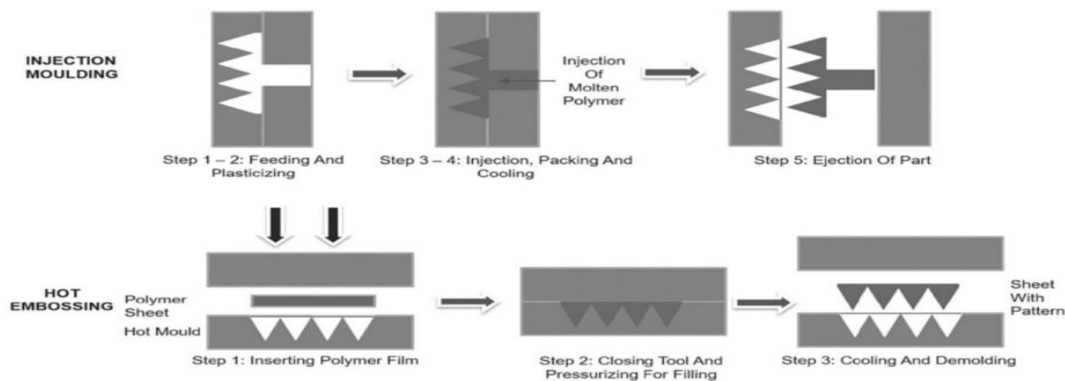 INJECTION
MOULDING
Injection
Of
Molten
Polymer
Step 1 – 2: Feeding And
Plasticizing
Step 3 – 4: Injection, Packing And
Cooling
Step 5: Ejection Of Part
HOT
EMBOSSING
Polymer
Sheet
Hot Mould
Sheet
With
Pattern
Step 1: Inserting Polymer Film
Step 2: Closing Tool And
Pressurizing For Filling
Step 3: Cooling And Demolding